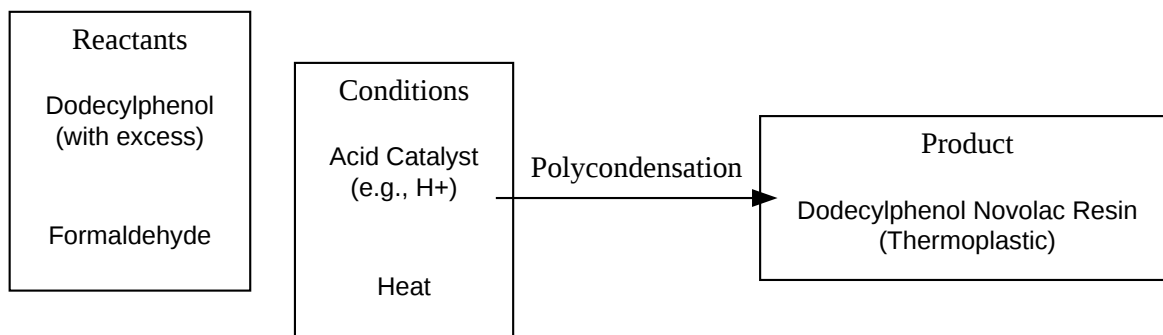 Reactants
Dodecylphenol
(with excess)
Formaldehyde
Conditions
Acid Catalyst
(e.g., H+)
Heat
Polycondensation
Product
Dodecylphenol Novolac Resin
(Thermoplastic)